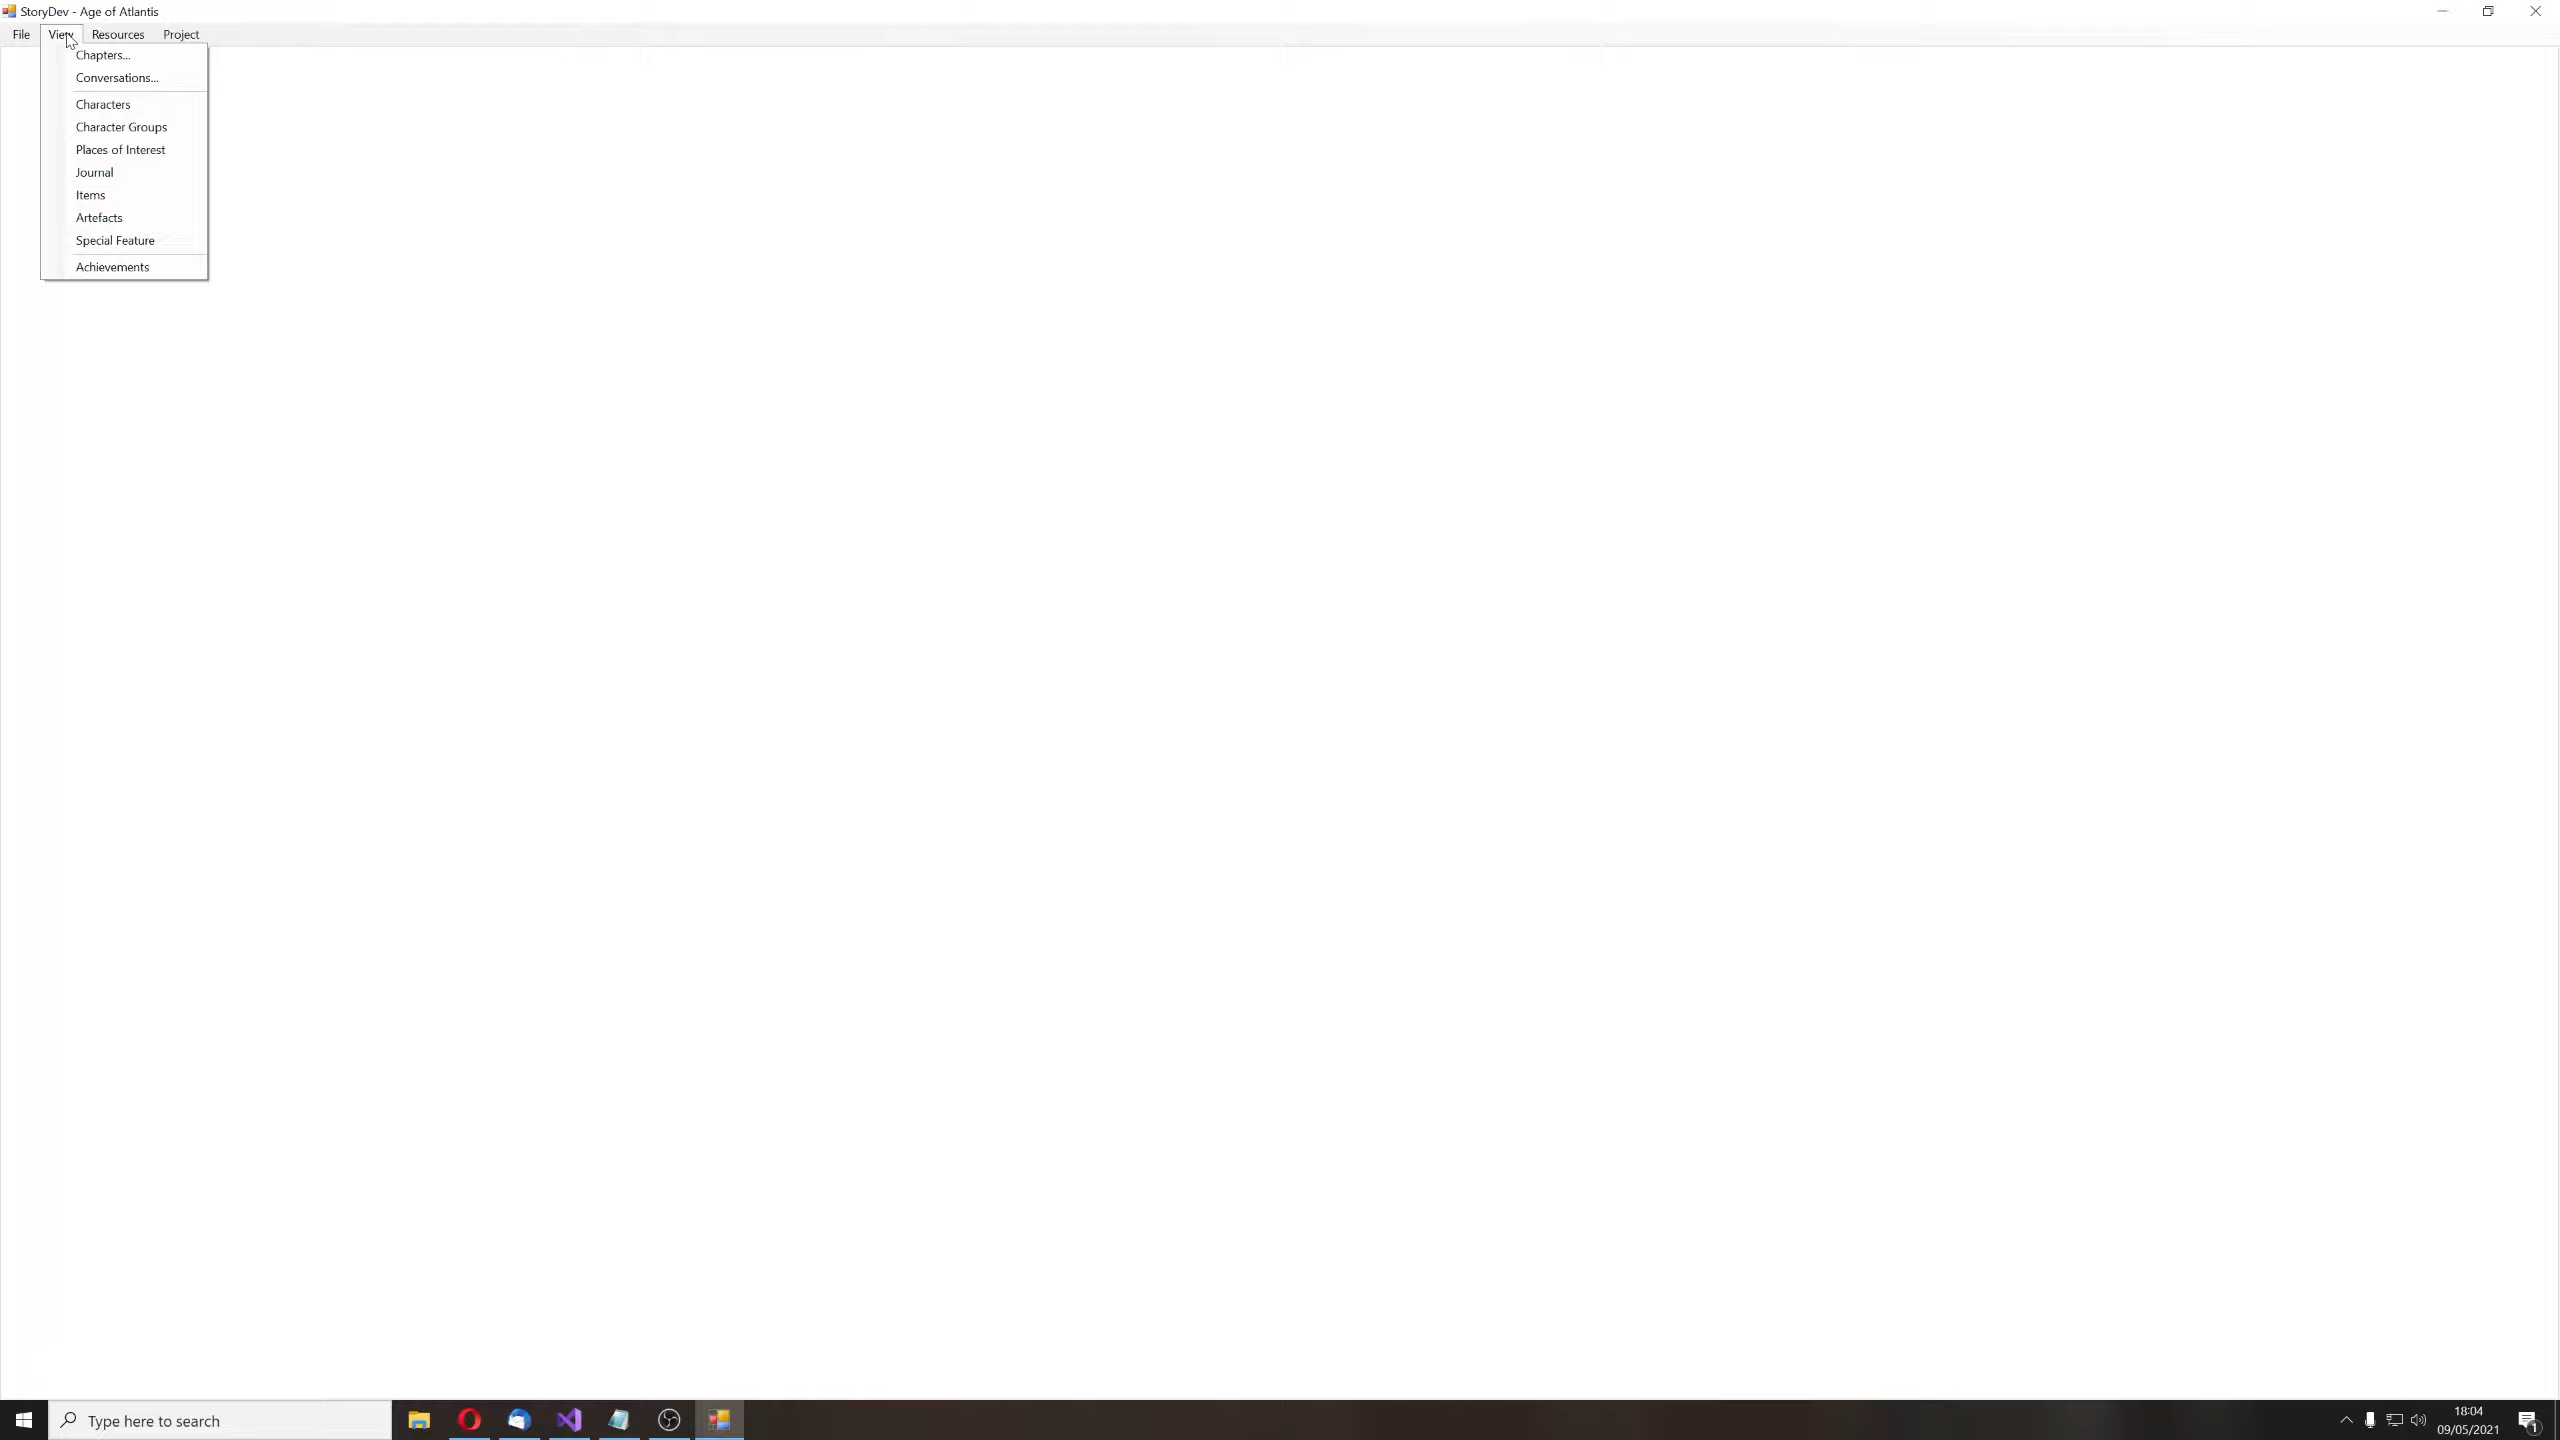 StoryDev - Age of Atlantis
File View Resources Project
Chapters...
Conversations...
Characters
Character Groups
Places of Interest
Journal
Items
Artefacts
Special Feature
Achievements
Type here to search
18:04
09/05/2021
1